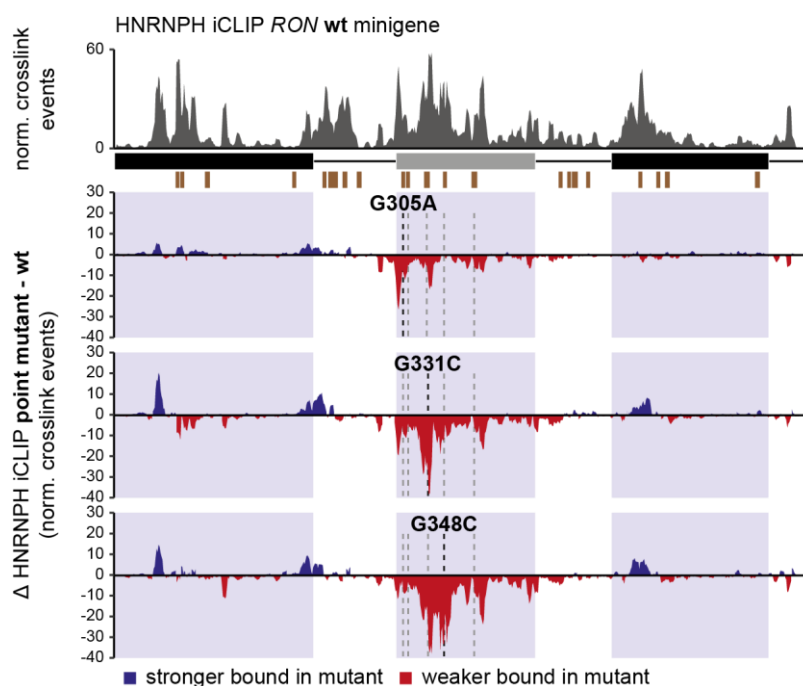 HNRNPH iCLIP RON wt minigene
norm. crosslink
events
60
0
Δ HNRNPH iCLIP point mutant - wt
(norm. crosslink events)
G305A
30
20
10
0
-10
-20
-30
-40
G331C
30
20
10
0
-10
-20
-30
-40
G348C
30
20
10
0
-10
-20
-30
-40
stronger bound in mutant
weaker bound in mutant